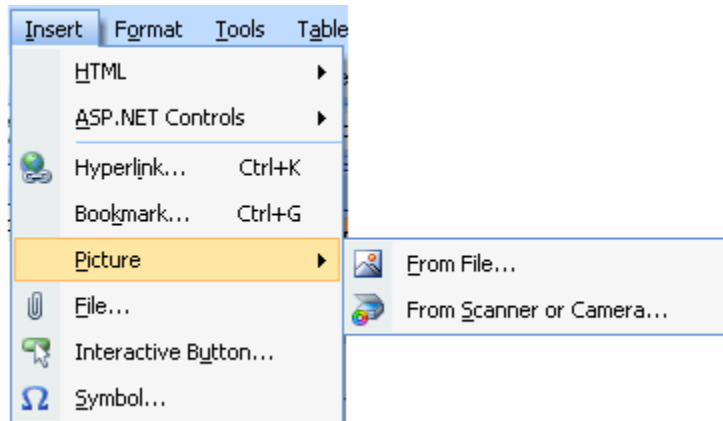 Insert Format Tools Table
HTML
ASP.NET Controls
Hyperlink... Ctrl+K
Bookmark... Ctrl+G
Picture
From File...
File...
From Scanner or Camera...
Interactive Button...
Symbol...